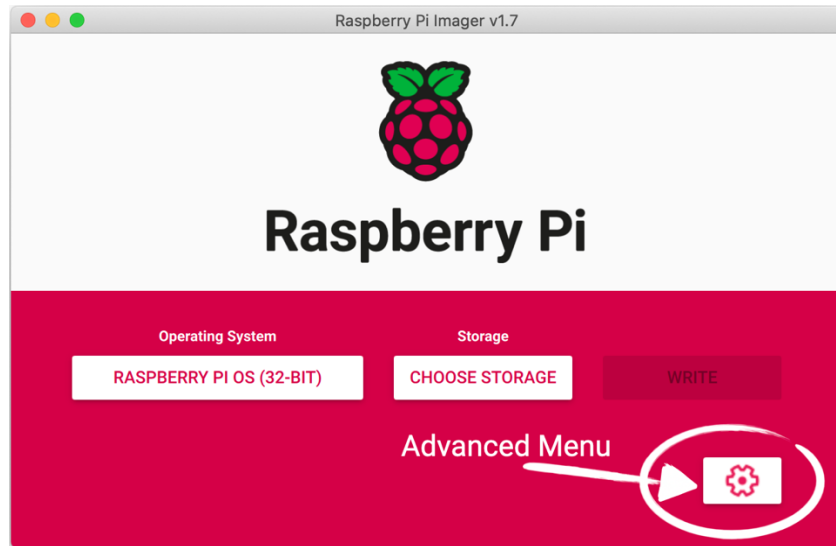 Raspberry Pi Imager v1.7
Raspberry Pi
Operating System
Storage
RASPBERRY PI OS (32-BIT)
CHOOSE STORAGE
WRITE
Advanced Menu